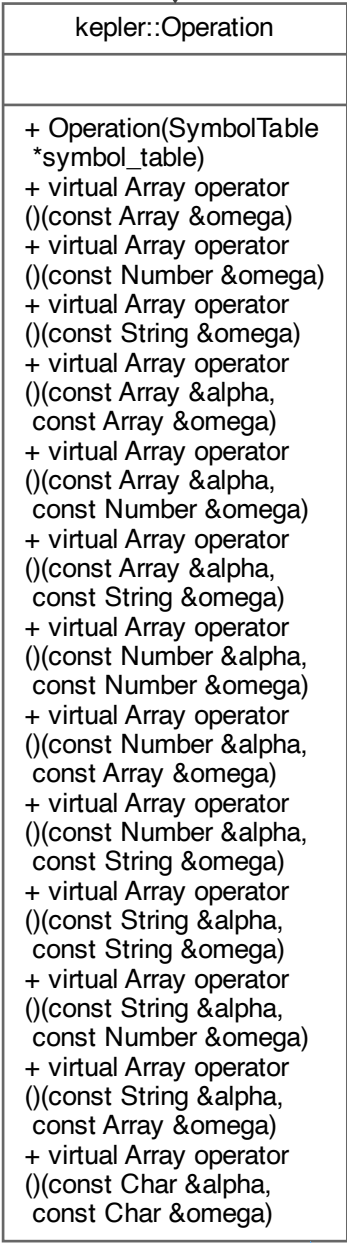 kepler::Operation
+ Operation(SymbolTable
*symbol_table)
+ virtual Array operator
()(const Array &omega)
+ virtual Array operator
()(const Number &omega)
+ virtual Array operator
()(const String &omega)
+ virtual Array operator
()(const Array &alpha,
const Array &omega)
+ virtual Array operator
()(const Array &alpha,
const Number &omega)
+ virtual Array operator
()(const Array &alpha,
const String &omega)
+ virtual Array operator
()(const Number &alpha,
const Number &omega)
+ virtual Array operator
()(const Number &alpha,
const Array &omega)
+ virtual Array operator
()(const Number &alpha,
const String &omega)
+ virtual Array operator
()(const String &alpha,
const String &omega)
+ virtual Array operator
()(const String &alpha,
const Number &omega)
+ virtual Array operator
()(const String &alpha,
const Array &omega)
+ virtual Array operator
()(const Char &alpha,
const Char &omega)